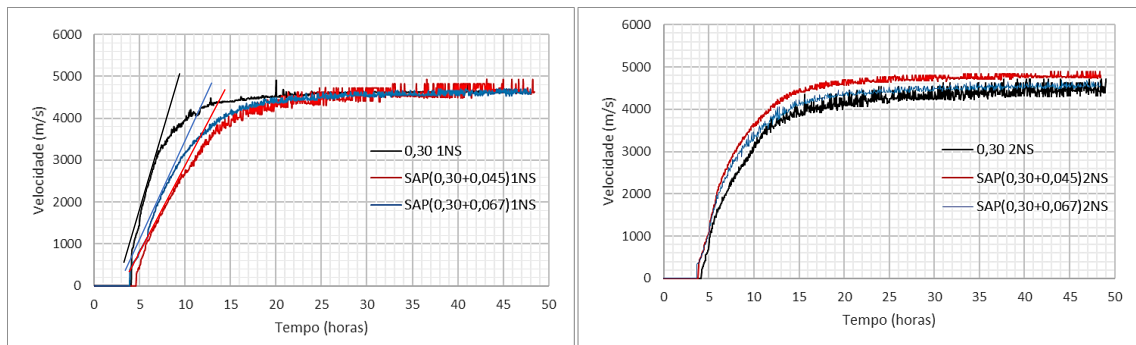 6000
5000
4000
3000
2000
1000
0
Velocidade (m/s)
0,30 1NS
SAP(0,30+0,045)1NS
SAP(0,30+0,067)1NS
0 5 10 15 20 25 30 35 40 45 50
Tempo (horas)
6000
5000
4000
3000
2000
1000
0
Velocidade (m/s)
0,30 2NS
SAP(0,30+0,045)2NS
SAP(0,30+0,067)2NS
0 5 10 15 20 25 30 35 40 45 50
Tempo (horas)